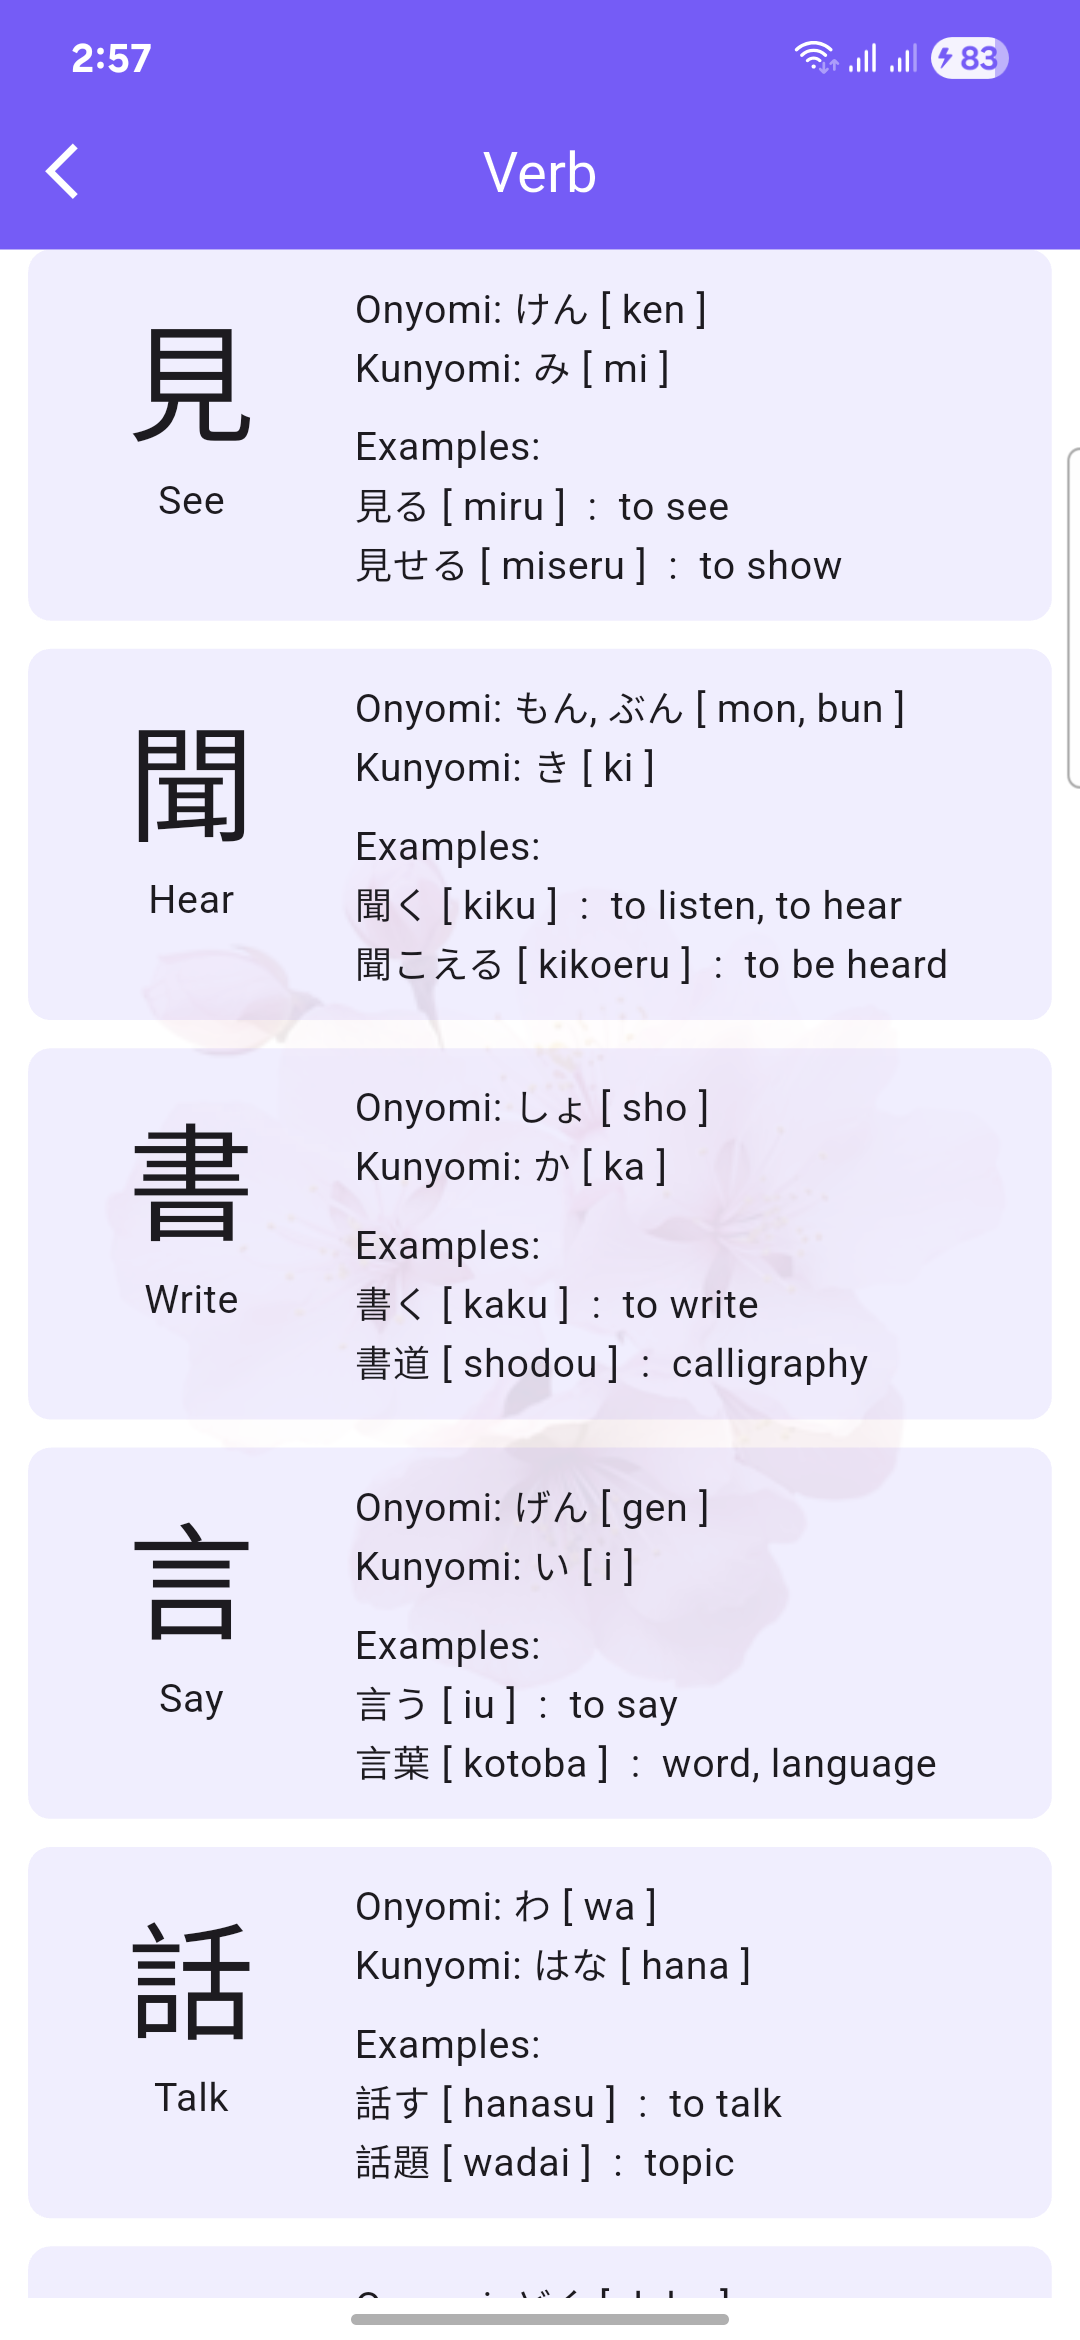 2:57
83
Verb
見
See
Onyomi: けん [ ken ]
Kunyomi: み [ mi ]
Examples:
見る [ miru ] : to see
見せる [ miseru ] : to show
聞
Hear
Onyomi: もん, ぶん [ mon, bun ]
Kunyomi: き [ ki ]
Examples:
聞く [ kiku ] : to listen, to hear
聞こえる [ kikoeru ] : to be heard
書
Write
Onyomi: しょ [ sho ]
Kunyomi: か [ ka ]
Examples:
書く [ kaku ] : to write
書道 [ shodou ] : calligraphy
言
Say
Onyomi: げん [ gen ]
Kunyomi: い [ i ]
Examples:
言う [ iu ] : to say
言葉 [ kotoba ] : word, language
話
Talk
Onyomi: わ [ wa ]
Kunyomi: はな [ hana ]
Examples:
話す [ hanasu ] : to talk
話題 [ wadai ] : topic